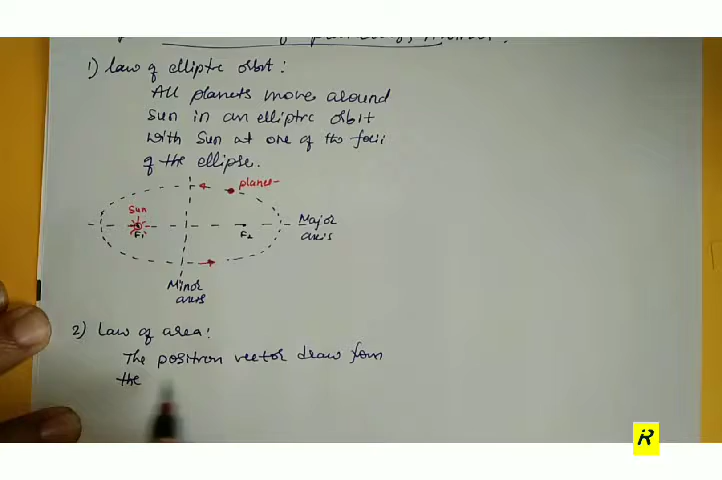 1) Law of elliptic orbit:
All planets move around
Sun in an elliptic orbit
with Sun at one of the focii
of the ellipse.
planet
Sun
F1
F2
Major
axis
Minor
axis
2) Law of area:
The position vector draw from
the
R